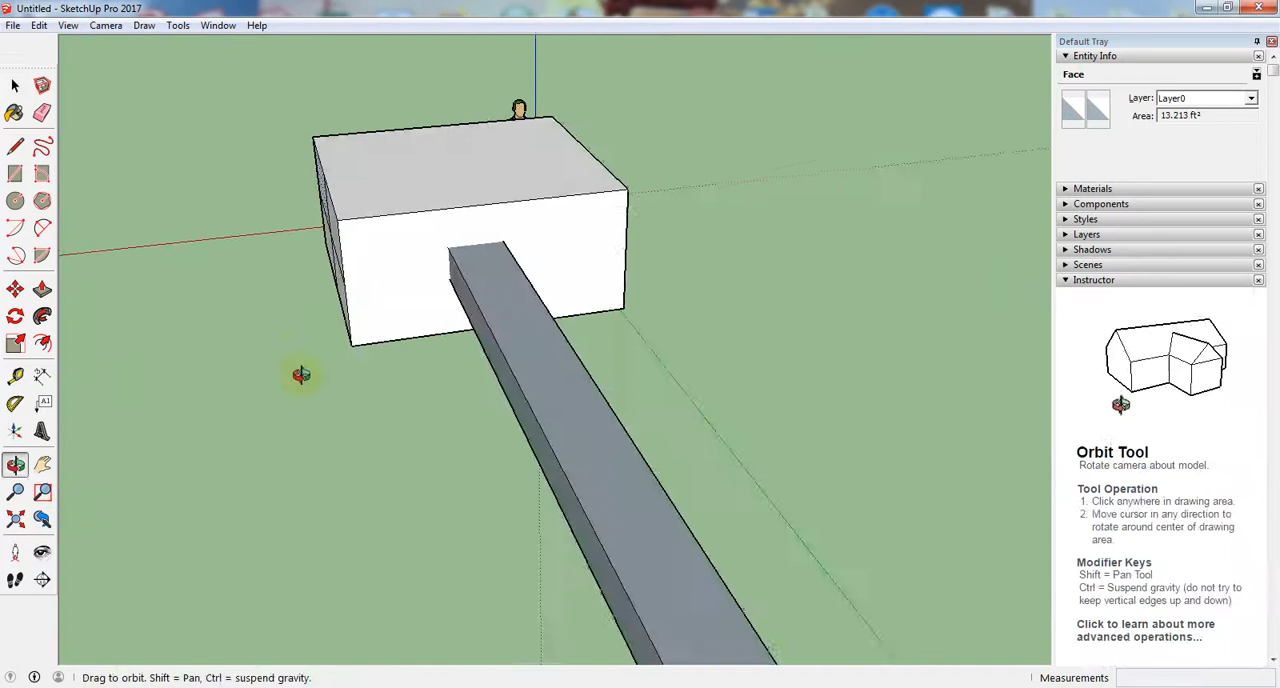 Untitled - SketchUp Pro 2017
File Edit View Camera Draw Tools Window Help
Default Tray
Entity Info
Face
Layer: Layer0
Area: 13.213 ft²
Materials
Components
Styles
Layers
Shadows
Scenes
Instructor
A1
Orbit Tool
Rotate camera about model.
Tool Operation
1. Click anywhere in drawing area.
2. Move cursor in any direction to
rotate around center of drawing
area.
Modifier Keys
Shift = Pan Tool
Ctrl = Suspend gravity (do not try to
keep vertical edges up and down)
Click to learn about more
advanced operations...
Drag to orbit. Shift = Pan, Ctrl = suspend gravity.
Measurements